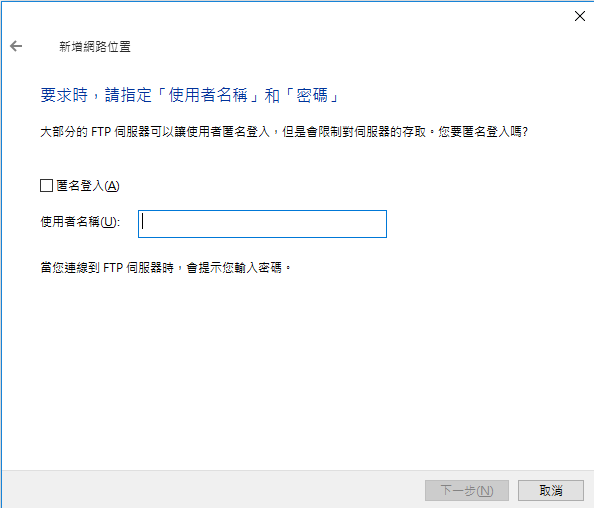 新增網路位置
要求時，請指定「使用者名稱」和「密碼」
大部分的 FTP 伺服器可以讓使用者匿名登入，但是會限制對伺服器的存取。您要匿名登入嗎?
匿名登入(A)
使用者名稱(U):
當您連線到 FTP 伺服器時，會提示您輸入密碼。
下一步(N) 取消